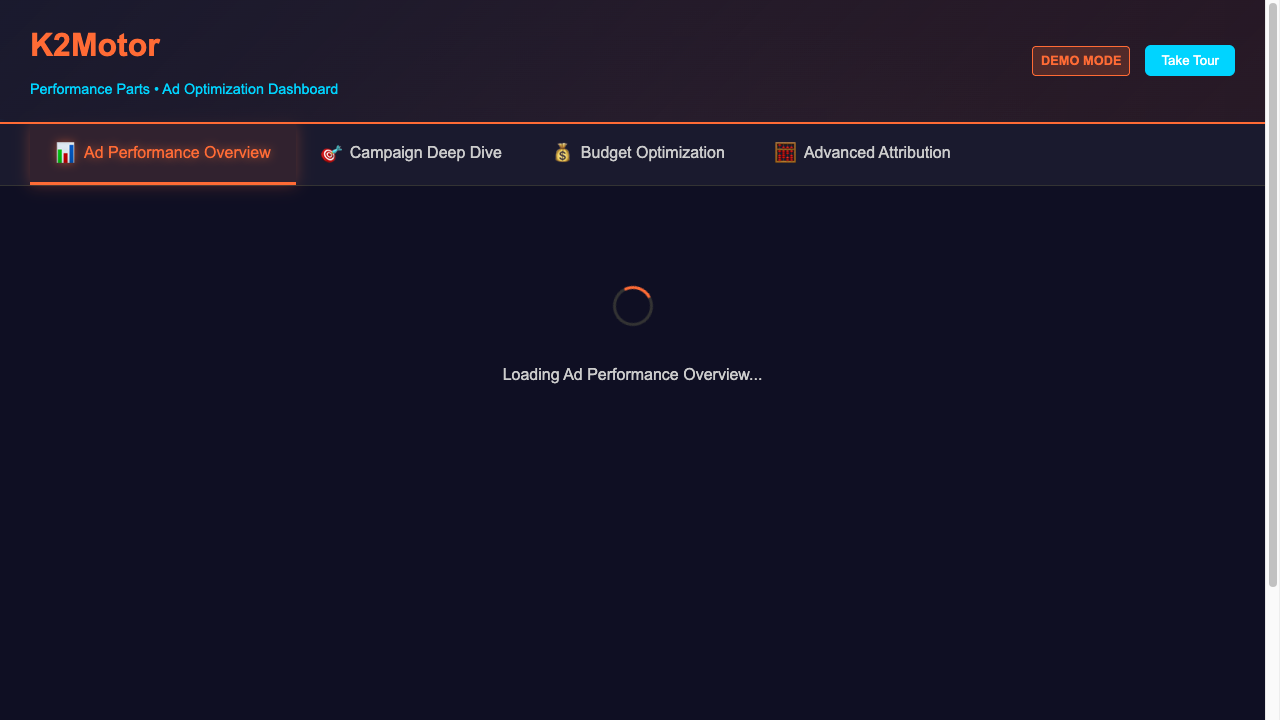 K2Motor
Performance Parts • Ad Optimization Dashboard
DEMO MODE
Take Tour
Ad Performance Overview
Campaign Deep Dive
Budget Optimization
Advanced Attribution
Loading Ad Performance Overview...